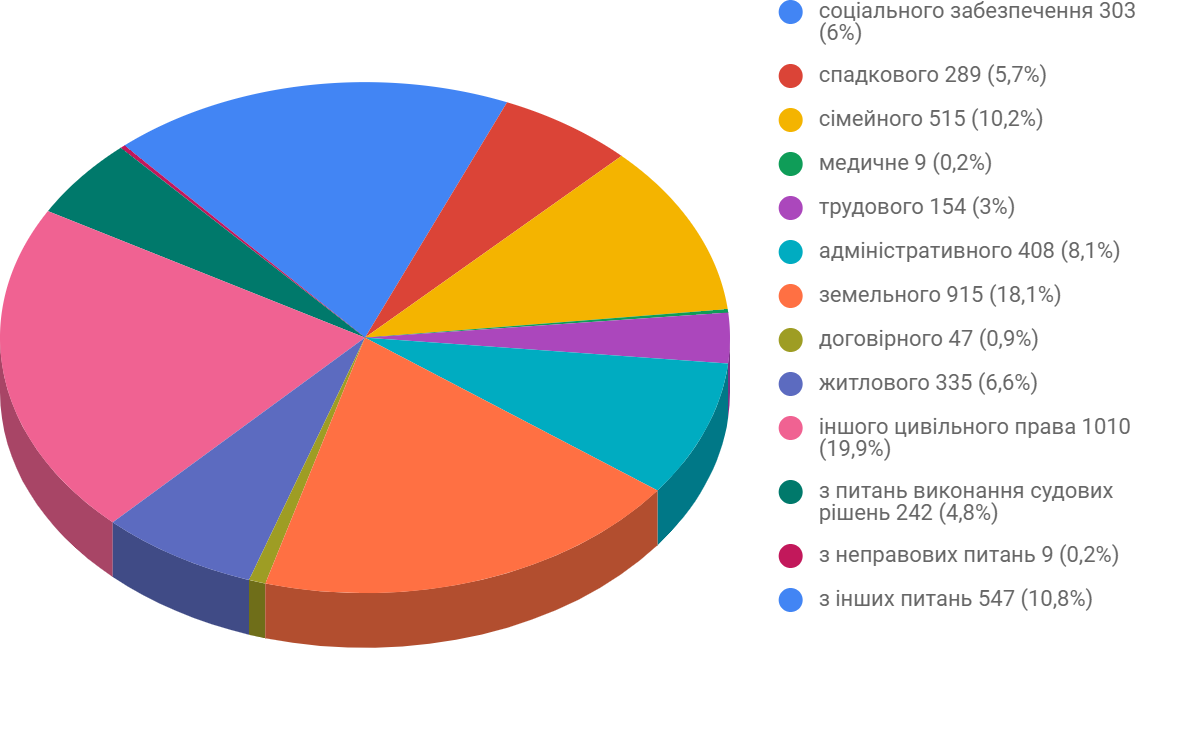 соціального забезпечення 303
(6%)
спадкового 289 (5,7%)
сімейного 515 (10,2%)
медичне 9 (0,2%)
трудового 154 (3%)
адміністративного 408 (8,1%)
земельного 915 (18,1%)
договірного 47 (0,9%)
житлового 335 (6,6%)
іншого цивільного права 1010
(19,9%)
з питань виконання судових
рішень 242 (4,8%)
з неправових питань 9 (0,2%)
з інших питань 547 (10,8%)